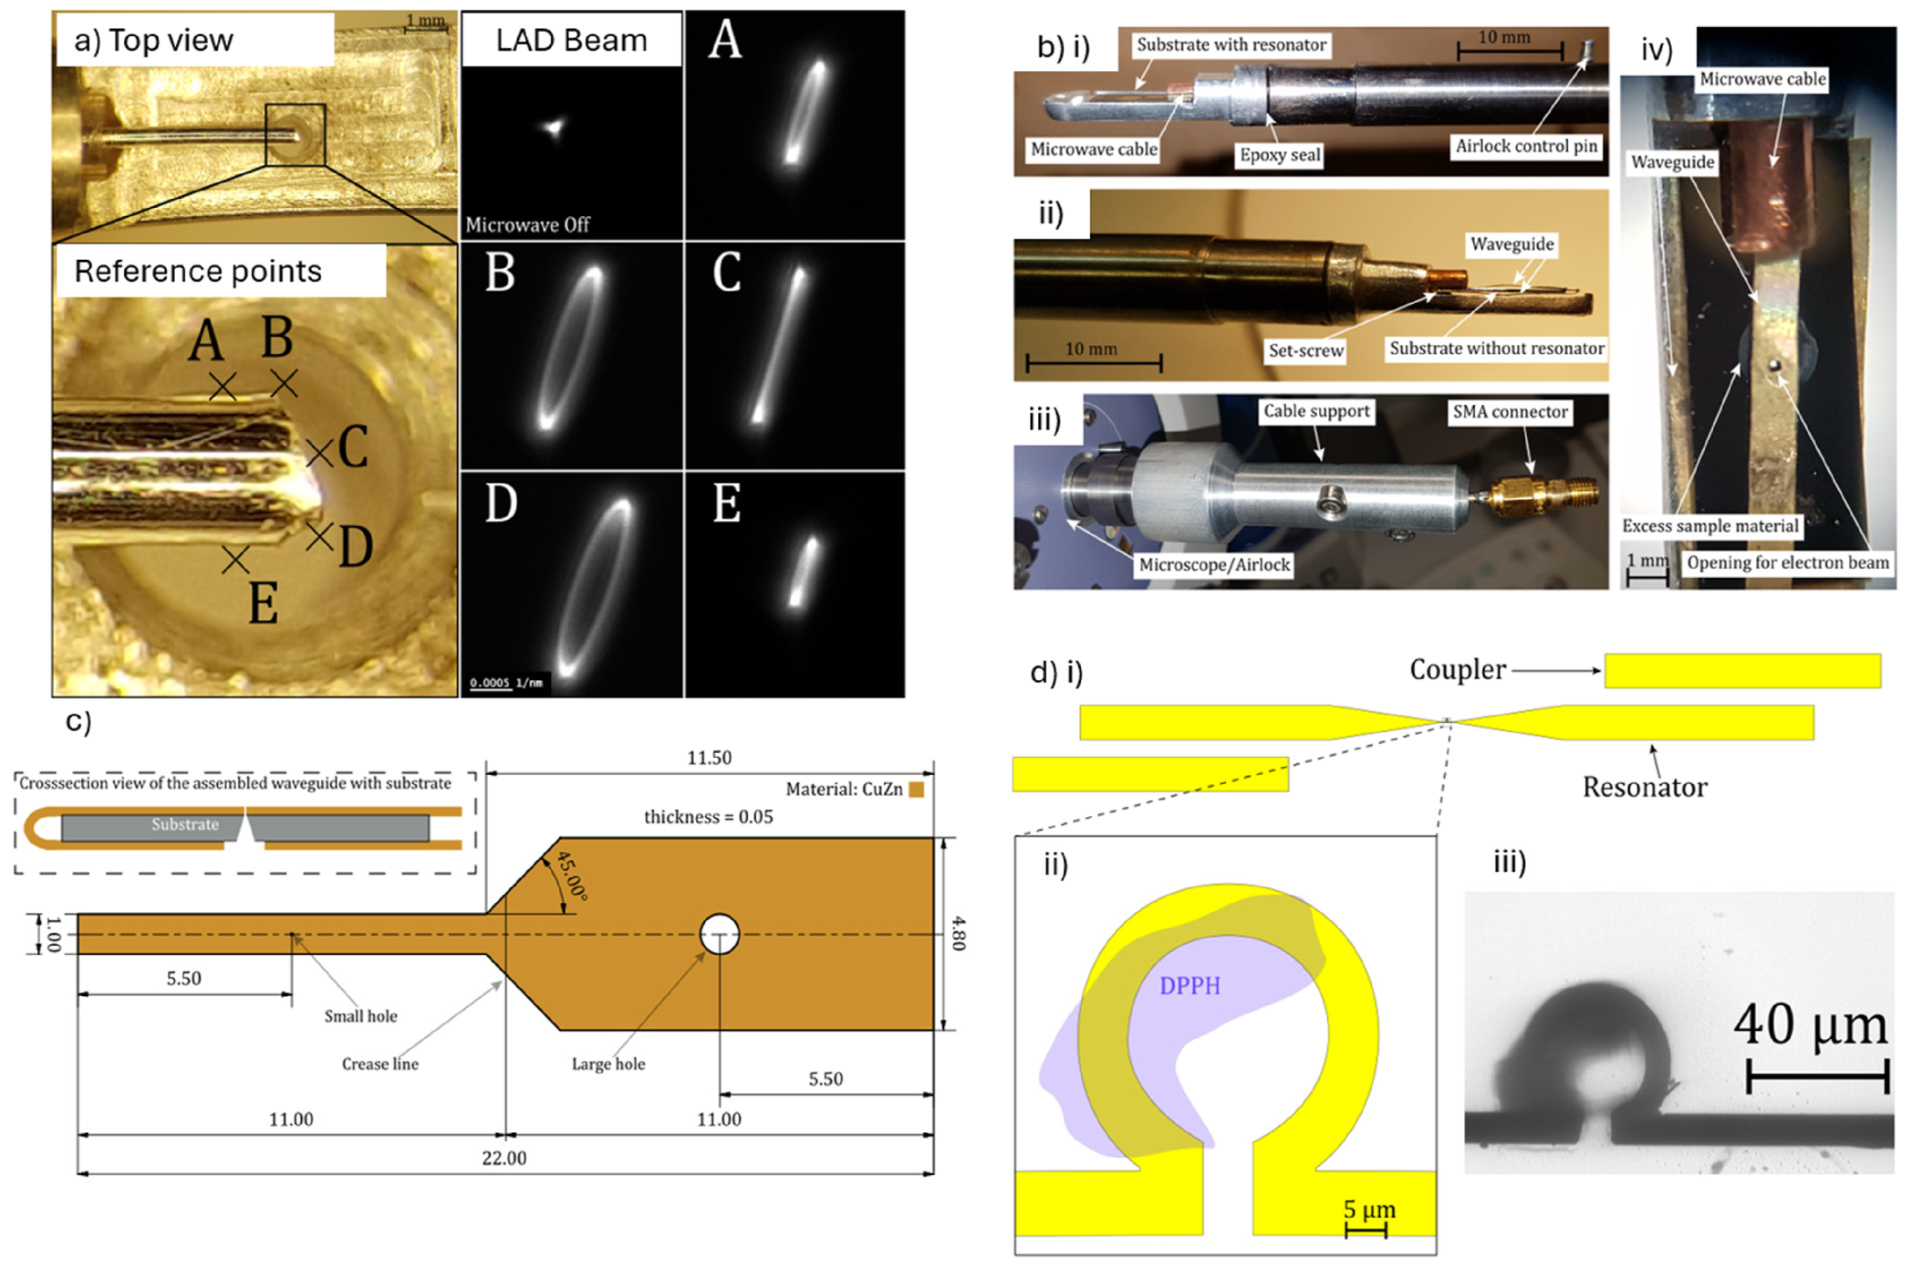 a) Top view
1 mm
Reference points
A
B
C
D
E
LAD Beam
Microwave Off
A
B
C
D
0.0005 1/nm
E
b) i)
Substrate with resonator
10 mm
Microwave cable
Epoxy seal
Airlock control pin
ii)
Waveguide
10 mm
Set-screw
Substrate without resonator
iii)
Cable support
SMA connector
Microscope/Airlock
iv)
Microwave cable
Waveguide
Excess sample material
1 mm
Opening for electron beam
c)
Crosssection view of the assembled waveguide with substrate
Substrate
11.50
Material: CuZn
thickness = 0.05
45.00°
1.00
4.80
5.50
Small hole
Crease line
Large hole
5.50
11.00
11.00
22.00
d) i)
Coupler
Resonator
ii)
DPPH
5 μm
iii)
40 μm